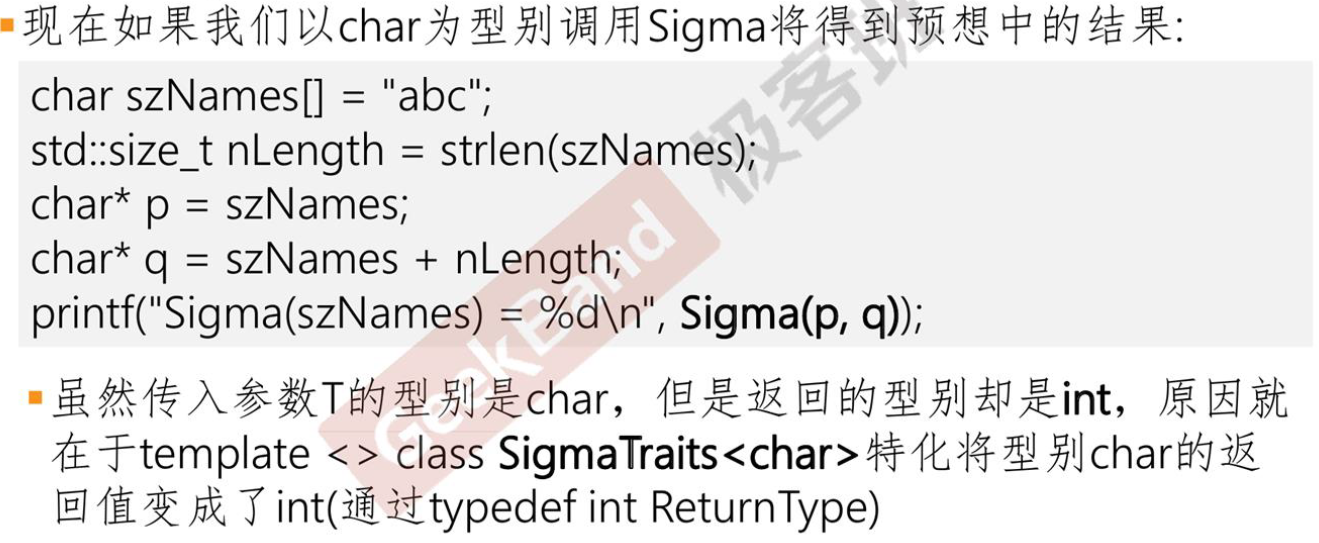 现在如果我们以char为型别调用Sigma将得到预想中的结果:
char szNames[] = "abc";
std::size_t nLength = strlen(szNames);
char* p = szNames;
char* q = szNames + nLength;
printf("Sigma(szNames) = %d\n", Sigma(p, q));
虽然传入参数T的型别是char，但是返回的型别却是int，原因就
在于template <> class SigmaTraits<char>特化将型别char的返
回值变成了int(通过typedef int ReturnType)
GeekBand 极客班